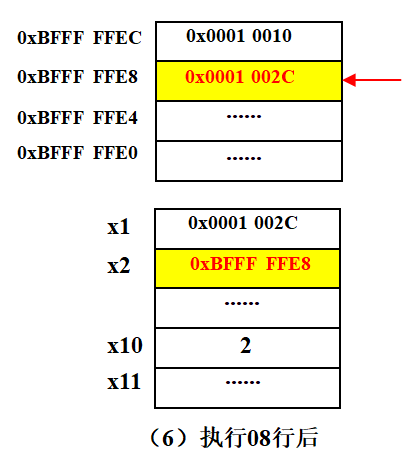 0xBFFF FFEC 0x0001 0010
0xBFFF FFE8 0x0001 002C
0xBFFF FFE4 ······
0xBFFF FFE0 ······
x1 0x0001 002C
x2 0xBFFF FFE8
······
x10 2
x11 ······
（6）执行08行后